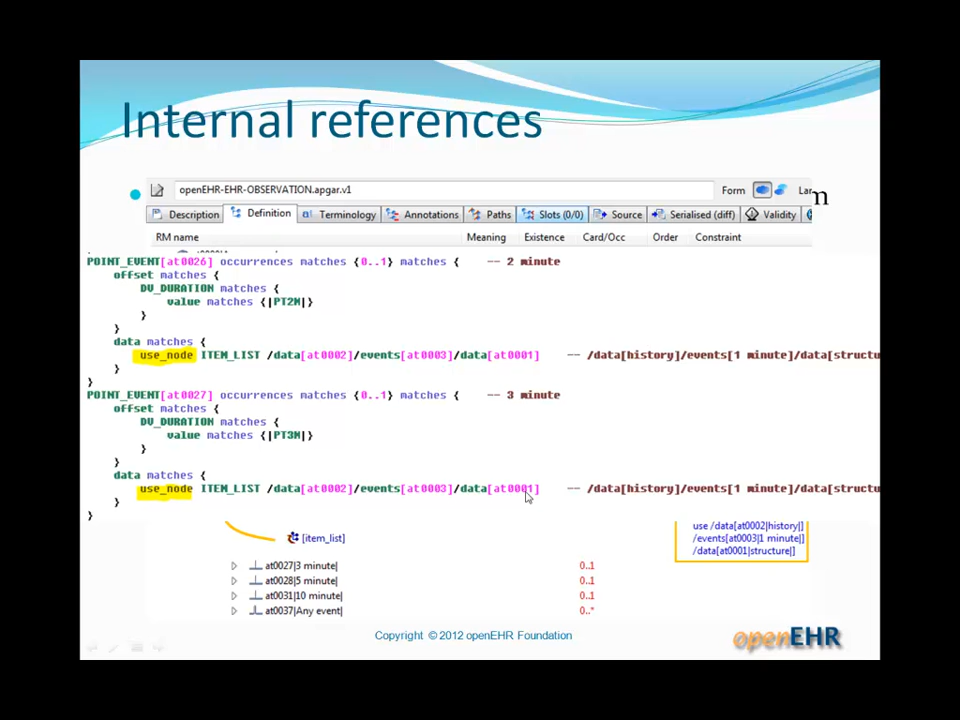 Internal references
openEHR-EHR-OBSERVATION.apgar.v1 Form
Description Definition Terminology Annotations Paths Slots (0/0) Source Serialised (diff) Validity
RM name Meaning Existence Card/Occ Order Constraint
POINT_EVENT[at0026] occurrences matches {0..1} matches { -- 2 minute
offset matches {
DV_DURATION matches {
value matches {|PT2M|}
}
}
data matches {
use_node ITEM_LIST /data[at0002]/events[at0003]/data[at0001] -- /data[history]/events[1 minute]/data[structu
}
}
POINT_EVENT[at0027] occurrences matches {0..1} matches { -- 3 minute
offset matches {
DV_DURATION matches {
value matches {|PT3M|}
}
}
data matches {
use_node ITEM_LIST /data[at0002]/events[at0003]/data[at0001] -- /data[history]/events[1 minute]/data[structu
}
}
[item_list]
use /data[at0002|history|]
/events[at0003|1 minute|]
/data[at0001|structure|]
at0027|3 minute| 0..1
at0028|5 minute| 0..1
at0031|10 minute| 0..1
at0037|Any event| 0..*
Copyright © 2012 openEHR Foundation
openEHR